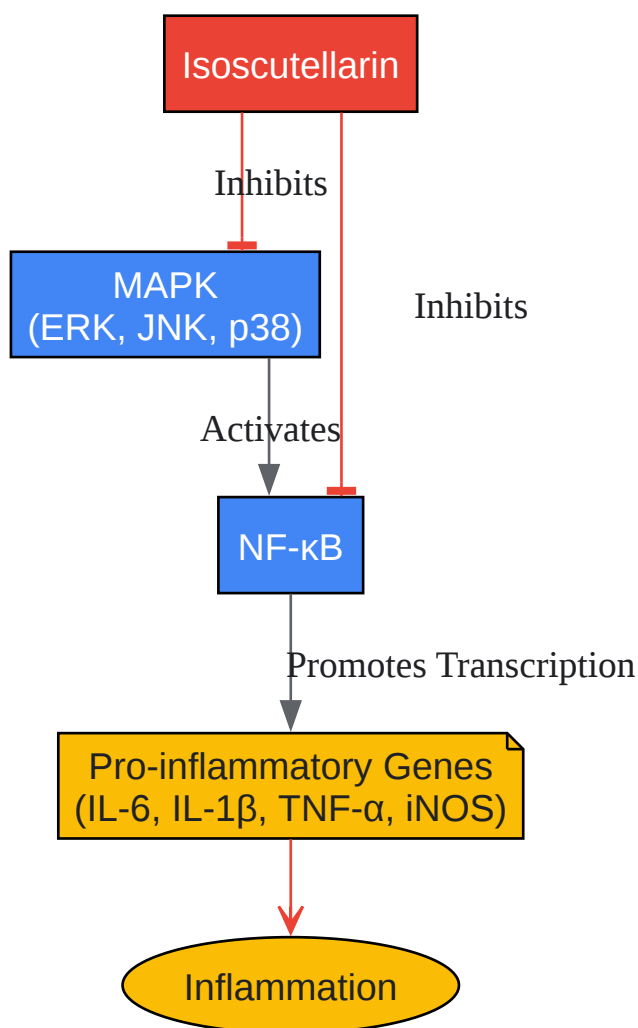 Isoscutellarin
Inhibits
MAPK
(ERK, JNK, p38)
Inhibits
Activates
NF-κB
Promotes Transcription
Pro-inflammatory Genes
(IL-6, IL-1β, TNF-α, iNOS)
Inflammation